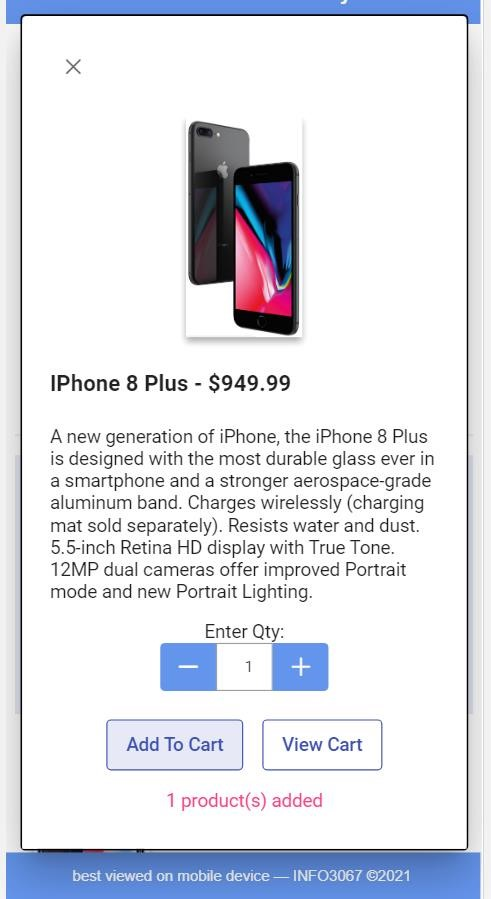 IPhone 8 Plus - $949.99
A new generation of iPhone, the iPhone 8 Plus
is designed with the most durable glass ever in
a smartphone and a stronger aerospace-grade
aluminum band. Charges wirelessly (charging
mat sold separately). Resists water and dust.
5.5-inch Retina HD display with True Tone.
12MP dual cameras offer improved Portrait
mode and new Portrait Lighting.
Enter Qty:
1
Add To Cart View Cart
1 product(s) added
best viewed on mobile device — INFO3067 ©2021